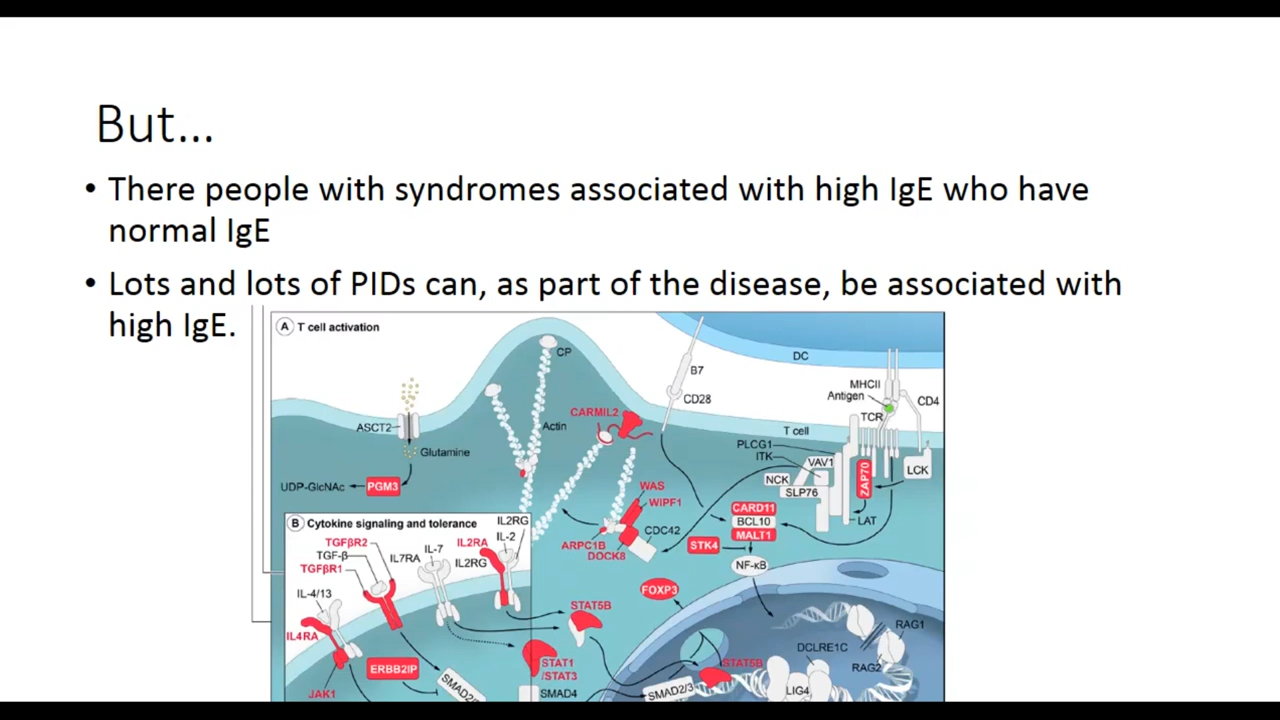 But...
• There people with syndromes associated with high IgE who have
normal IgE
• Lots and lots of PIDs can, as part of the disease, be associated with
high IgE.
A T cell activation
DC
CP
B7
CD28
MHCII
Antigen
CD4
TCR
CARMIL2
ASCT2
Actin
T cell
Glutamine
PLCG1
ITK
VAV1
LCK
NCK
SLP76
ZAP70
UDP-GlcNAc
PGM3
WAS
WIPF1
CARD11
BCL10
MALT1
LAT
B Cytokine signaling and tolerance
IL2RG
CDC42
TGFβR2
IL2RA
IL-2
ARPC1B
DOCK8
STK4
TGF-β
IL7RA
IL-7
IL2RG
NF-κB
TGFβR1
FOXP3
IL-4/13
STAT5B
RAG1
IL4RA
DCLRE1C
RAG2
ERBB2IP
STAT1
/STAT3
STAT5B
JAK1
SMAD4
SMAD2/3
LIG4